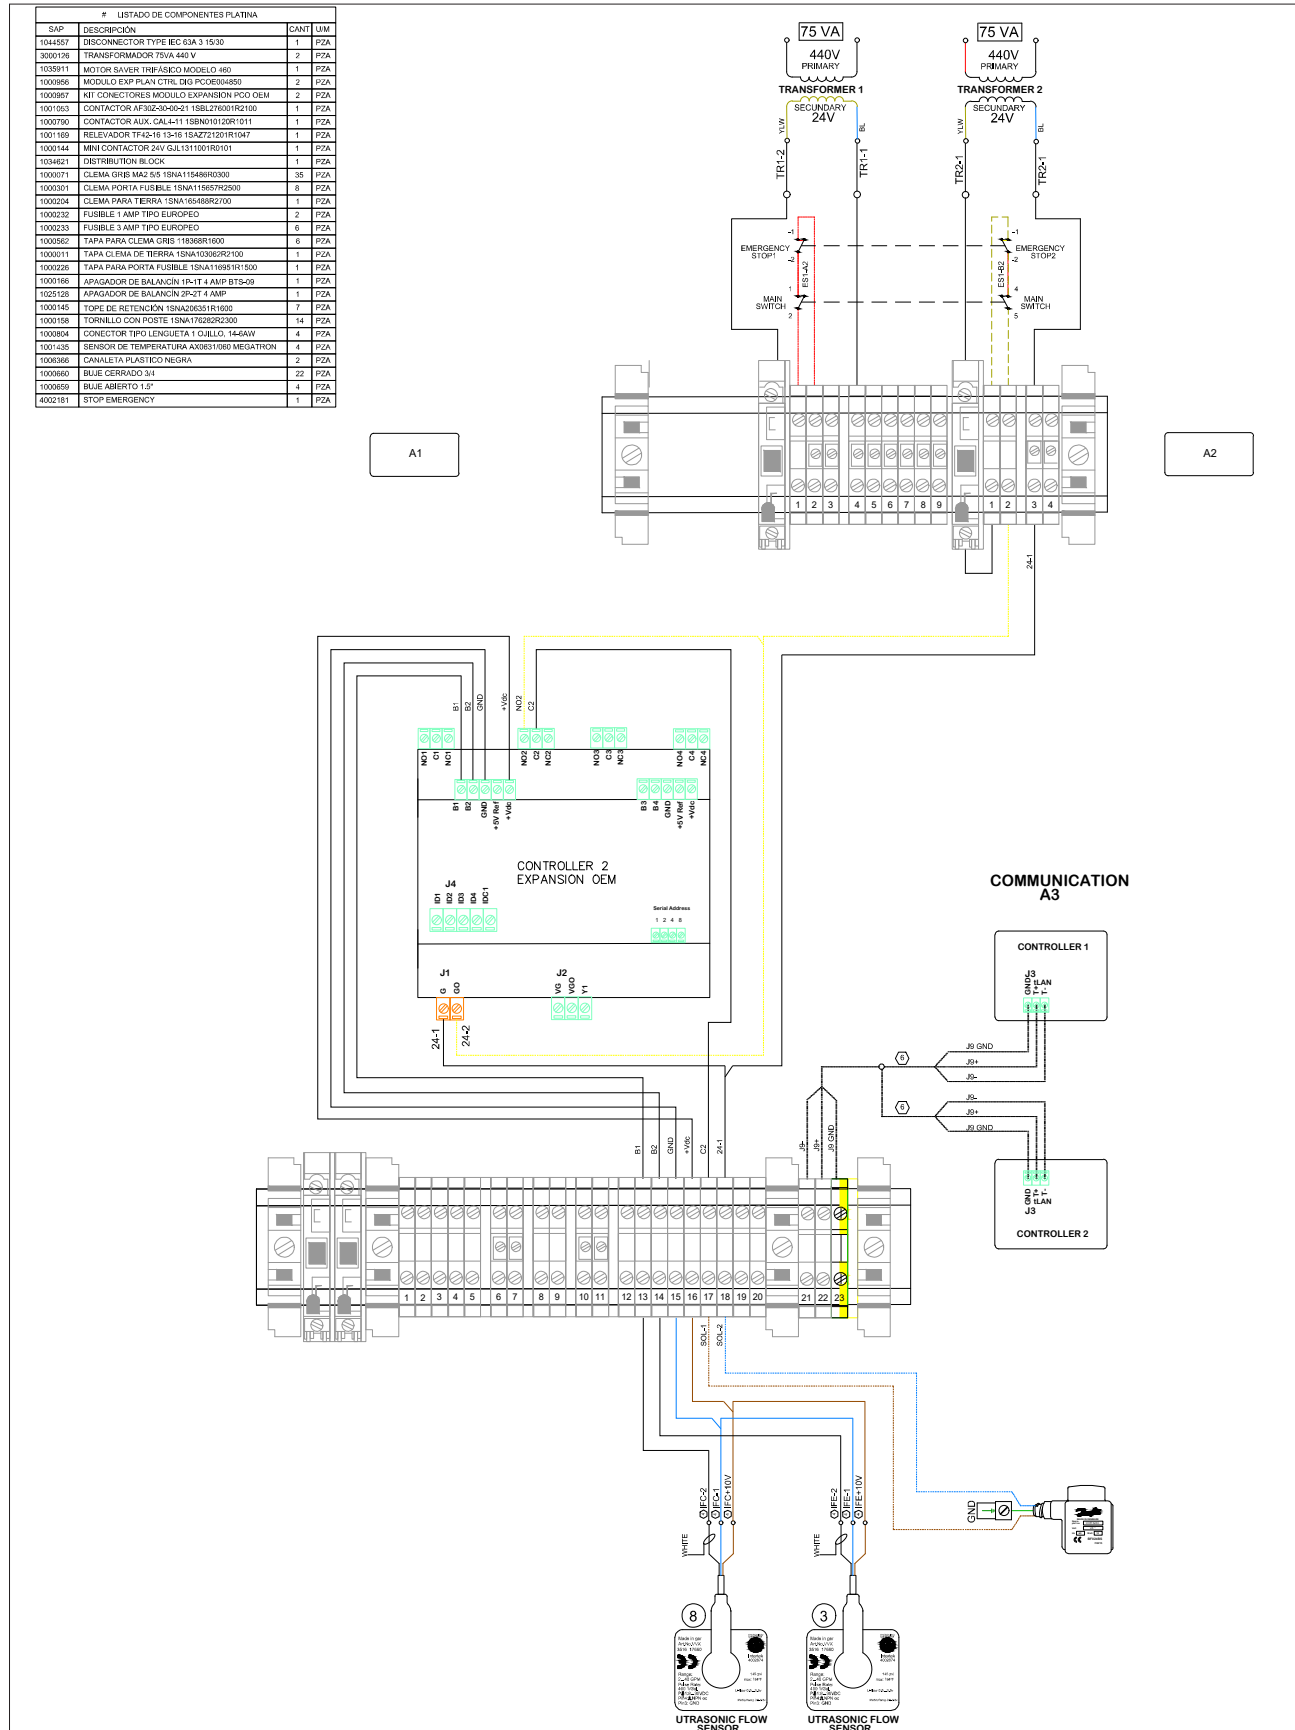 # LISTADO DE COMPONENTES PLATINA
SAP DESCRIPCIÓN CANT U/M
1044557 DISCONNECTOR TYPE IEC 63A 3 15/30 1 PZA
3000126 TRANSFORMADOR 75VA 440 V 2 PZA
1035911 MOTOR SAVER TRIFÁSICO MODELO 460 1 PZA
1000956 MODULO EXP PLAN CTRL DIG PCOE004850 2 PZA
1000957 KIT CONECTORES MODULO EXPANSION PCO OEM 2 PZA
1001053 CONTACTOR AF30Z-30-00-21 1SBL276001R2100 1 PZA
1000790 CONTACTOR AUX. CAL4-11 1SBN010120R1011 1 PZA
1001169 RELEVADOR TF42-16 13-16 1SAZ721201R1047 1 PZA
1000144 MINI CONTACTOR 24V GJL1311001R0101 1 PZA
1034621 DISTRIBUTION BLOCK 1 PZA
1000071 CLEMA GRIS MA2 5/5 1SNA115486R0300 35 PZA
1000301 CLEMA PORTA FUSIBLE 1SNA115657R2500 8 PZA
1000204 CLEMA PARA TIERRA 1SNA165488R2700 1 PZA
1000232 FUSIBLE 1 AMP TIPO EUROPEO 2 PZA
1000233 FUSIBLE 3 AMP TIPO EUROPEO 6 PZA
1000562 TAPA PARA CLEMA GRIS 118368R1600 6 PZA
1000011 TAPA CLEMA DE TIERRA 1SNA103062R2100 1 PZA
1000226 TAPA PARA PORTA FUSIBLE 1SNA116951R1500 1 PZA
1000166 APAGADOR DE BALANCÍN 1P-1T 4 AMP BTS-09 1 PZA
1025128 APAGADOR DE BALANCÍN 2P-2T 4 AMP 1 PZA
1000145 TOPE DE RETENCIÓN 1SNA206351R1600 7 PZA
1000158 TORNILLO CON POSTE 1SNA176282R2300 14 PZA
1000804 CONECTOR TIPO LENGUETA 1 OJILLO, 14-6AW 4 PZA
1001435 SENSOR DE TEMPERATURA AX0631/060 MEGATRON 4 PZA
1006366 CANALETA PLASTICO NEGRA 2 PZA
1000660 BUJE CERRADO 3/4 22 PZA
1000659 BUJE ABIERTO 1.5" 4 PZA
4002181 STOP EMERGENCY 1 PZA
75 VA
440V
PRIMARY
TRANSFORMER 1
SECUNDARY
24V
YLW
BL
TR1-2
TR1-1
75 VA
440V
PRIMARY
TRANSFORMER 2
SECUNDARY
24V
YLW
BL
TR2-1
TR2-1
EMERGENCY
STOP1
-1
-2
ES1-A2
MAIN
SWITCH
1
2
-1
-2
EMERGENCY
STOP2
ES1-B2
4
5
MAIN
SWITCH
A1
A2
1 2 3 4 5 6 7 8 9
1 2 3 4
24-1
B1
B2
GND
+Vdc
NO2
C2
NO1
C1
NC1
NO2
C2
NC2
NO3
C3
NC3
NO4
C4
NC4
B1
B2
GND
+5V Ref
+Vdc
B3
B4
GND
+5V Ref
+Vdc
CONTROLLER 2
EXPANSION OEM
J4
ID1
ID2
ID3
ID4
IDC1
Serial Address
1 2 4 8
J1
G
GO
J2
VG
VGO
Y1
24-1
24-2
COMMUNICATION
A3
CONTROLLER 1
J3
tLAN
GND
T+
T-
J9 GND
J9+
J9-
6
6
J9-
J9+
J9 GND
GND
T+
T-
tLAN
J3
CONTROLLER 2
B1
B2
GND
+Vdc
C2
24-1
J9-
J9+
J9 GND
1 2 3 4 5 6 7 8 9 10 11 12 13 14 15 16 17 18 19 20
21 22 23
SOL-1
SOL-2
IFC-2
IFC-1
IFC+10V
IFE-2
IFE-1
IFE+10V
WHITE
WHITE
GND
8
3
ULTRASONIC FLOW
SENSOR
ULTRASONIC FLOW
SENSOR